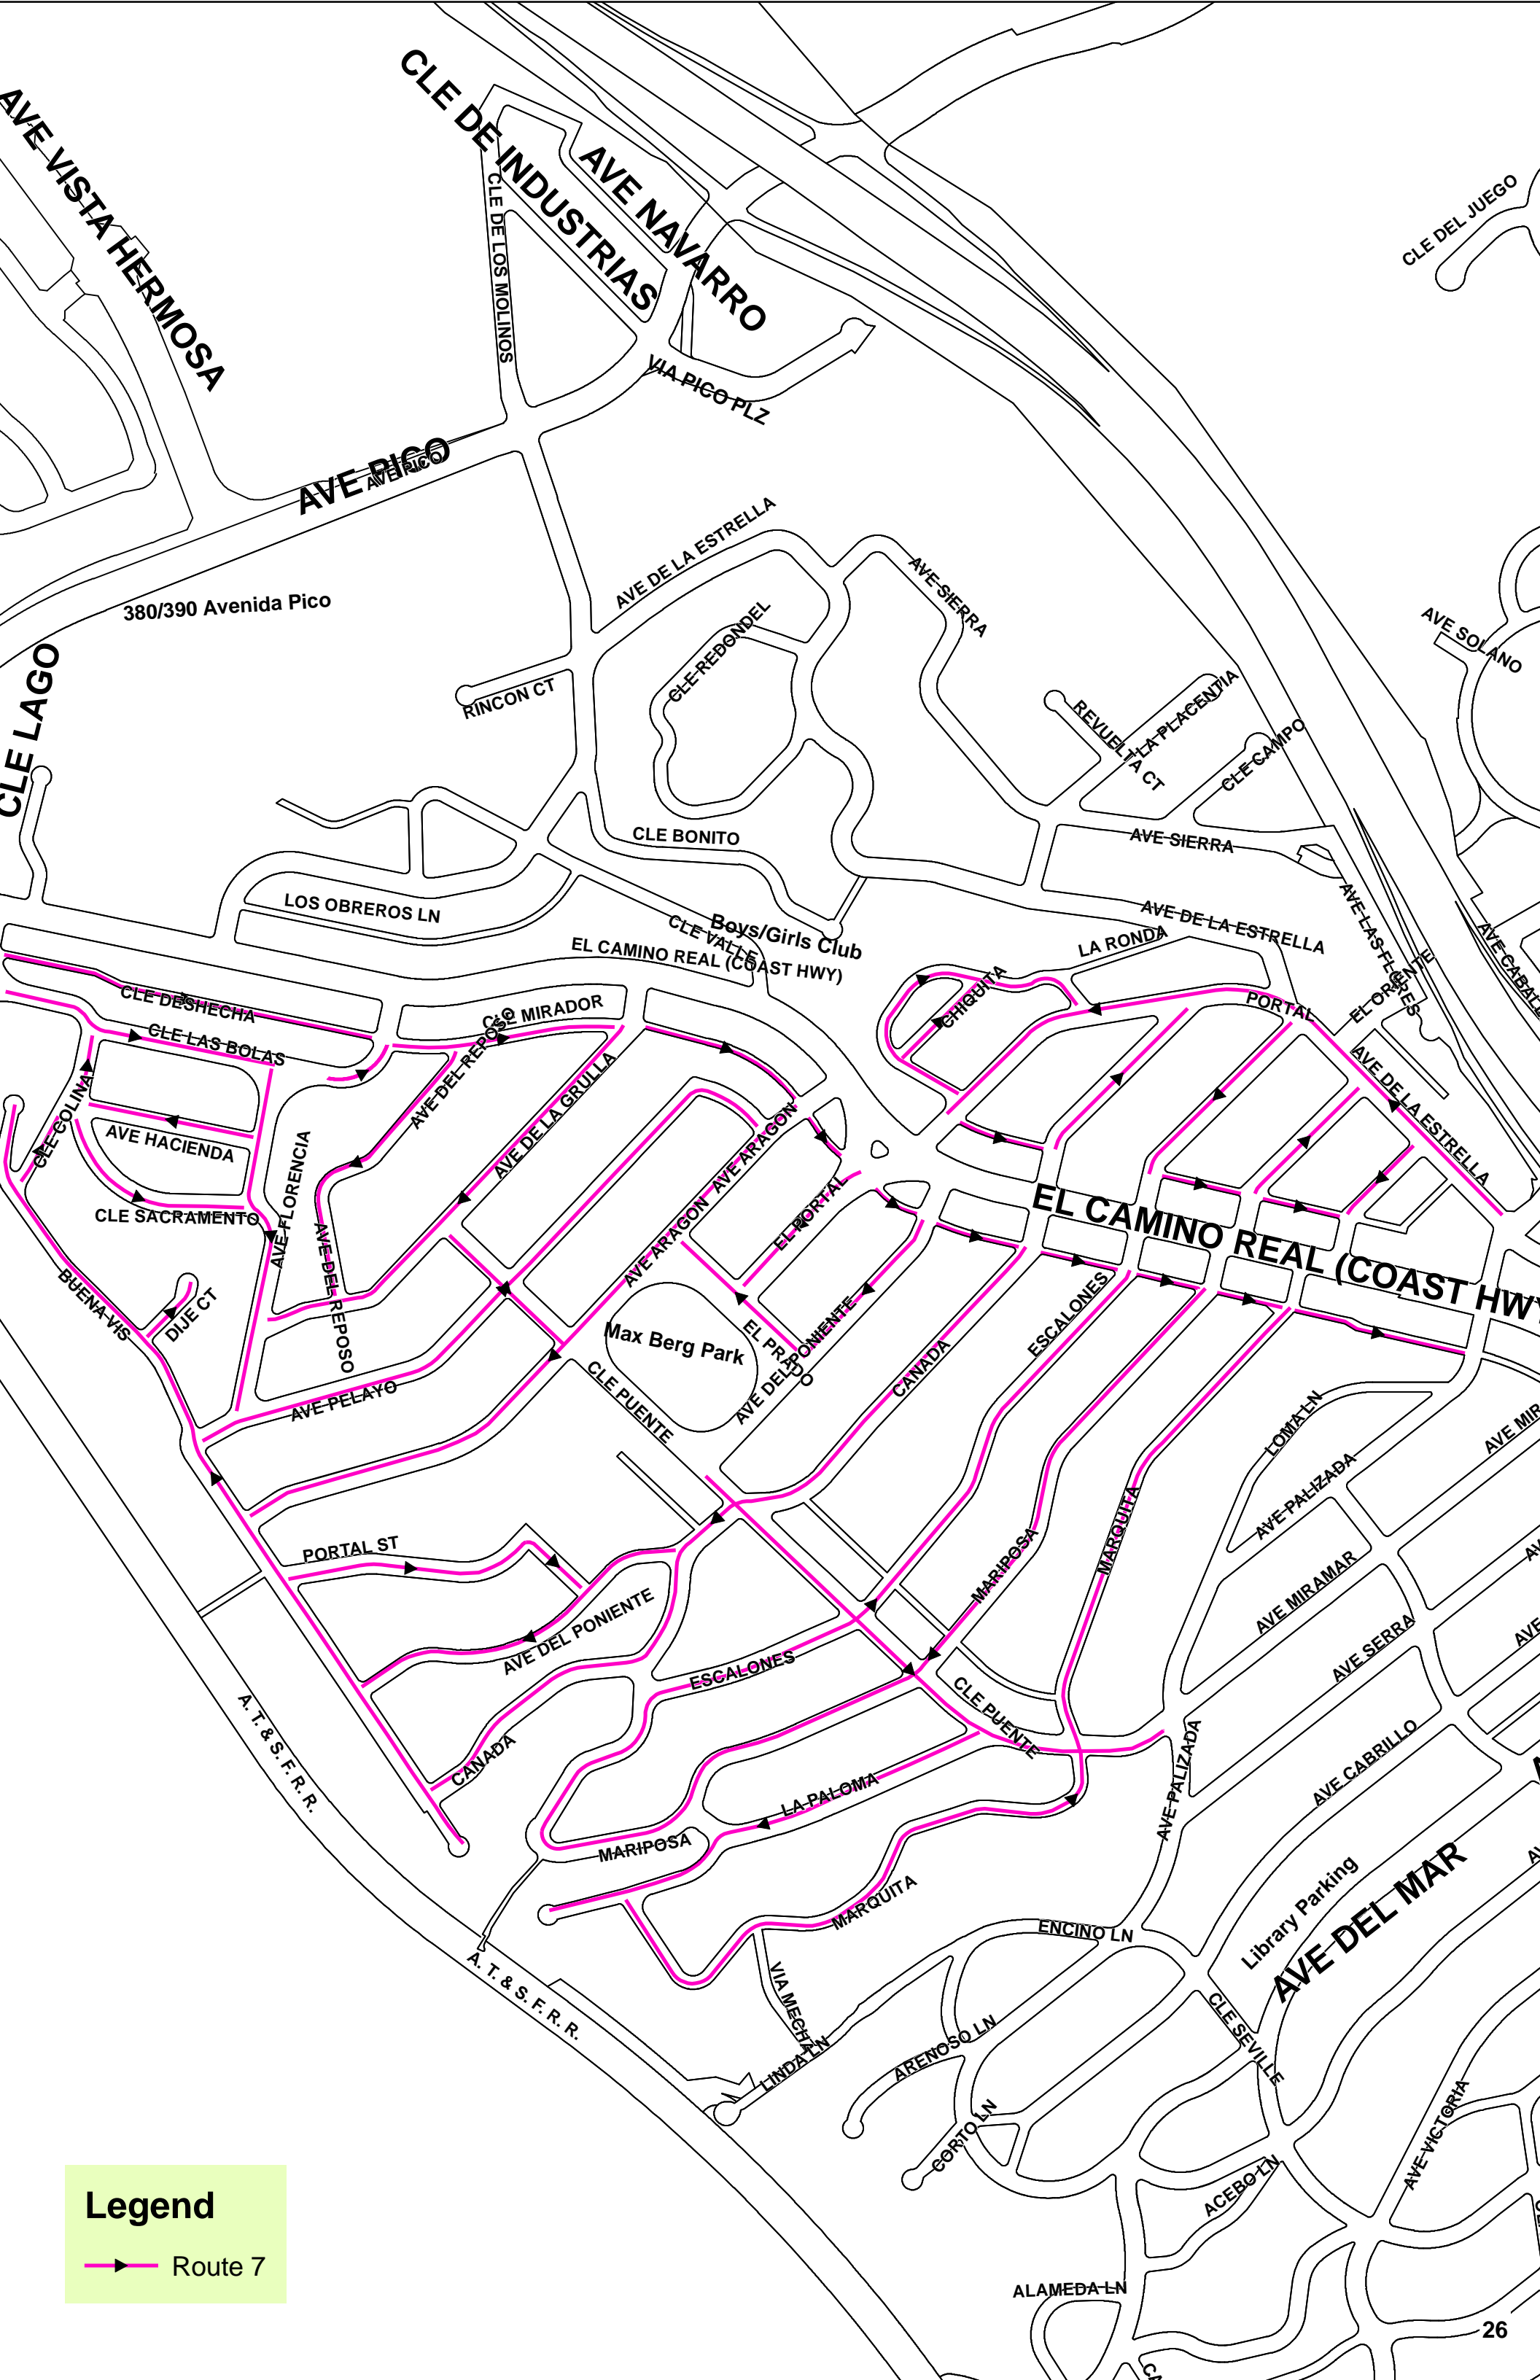 CLE DE INDUSTRIAS
AVE VISTA HERMOSA
AVE NAVARRO
CLE DE LOS MOLINOS
CLE DEL JUEGO
VIA PICO PLZ
AVE PICO
AVE PICO
AVE DE LA ESTRELLA
AVE SIERRA
380/390 Avenida Pico
CLE REDONDEL
AVE SOLANO
CLE LAGO
RINCON CT
REVUELTA CT
LA PLACENTIA
CLE CAMPO
CLE BONITO
AVE SIERRA
LOS OBREROS LN
Boys/Girls Club
CLE VALLE
AVE DE LA ESTRELLA
AVE LAS FLORES
LA RONDA
EL CAMINO REAL (COAST HWY)
AVE CABALL
EL ORIENTE
CLE DESHECHA
CLE MIRADOR
CHIQUITA
PORTAL
CLE LAS BOLAS
AVE DEL REPOSO
AVE DE LA GRULLA
AVE DE LA ESTRELLA
CLE COLINA
AVE HACIENDA
AVE FLORENCIA
AVE ARAGON
CLE SACRAMENTO
AVE ARAGON
EL PORTAL
EL CAMINO REAL (COAST HWY
AVE DEL REPOSO
BUENA VIS
DIJE CT
Max Berg Park
EL PRADO
AVE DEL PONIENTE
ESCALONES
CANADA
CLE PUENTE
AVE PELAYO
LOMA LN
AVE MIR
AVE PALIZADA
MARQUITA
PORTAL ST
MARIPOSA
AVE MIRAMAR
AVE
AVE DEL PONIENTE
AVE SERRA
AVE
ESCALONES
CLE PUENTE
A. T. & S. F. R. R.
CANADA
AVE PALIZADA
AVE CABRILLO
LA PALOMA
MARIPOSA
AVE DEL MAR
Library Parking
MARQUITA
ENCINO LN
A. T. & S. F. R. R.
VIA MECHA
LINDA LN
ARENOSO LN
CLE SEVILLE
CORTO LN
AVE VICTORIA
ACEBO LN
Legend
Route 7
ALAMEDA LN
26